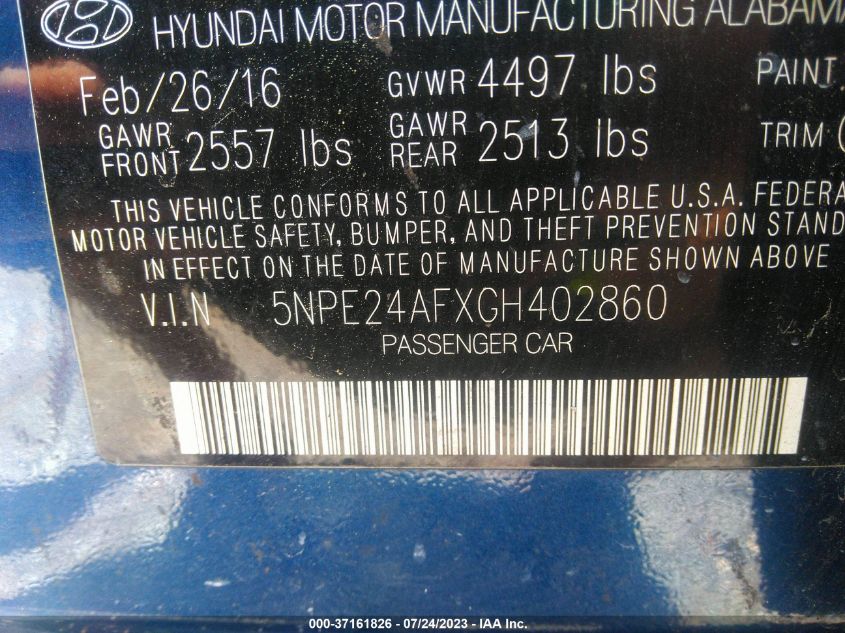 HYUNDAI MOTOR MANUFACTURING ALABAMA
Feb/26/16 GVWR 4497 lbs PAINT
GAWR FRONT 2557 lbs GAWR REAR 2513 lbs TRIM
THIS VEHICLE CONFORMS TO ALL APPLICABLE U.S.A. FEDERA
MOTOR VEHICLE SAFETY, BUMPER, AND THEFT PREVENTION STAND
IN EFFECT ON THE DATE OF MANUFACTURE SHOWN ABOVE
V.I.N 5NPE24AFXGH402860
PASSENGER CAR
000-37161826 - 07/24/2023 - © IAA Inc.